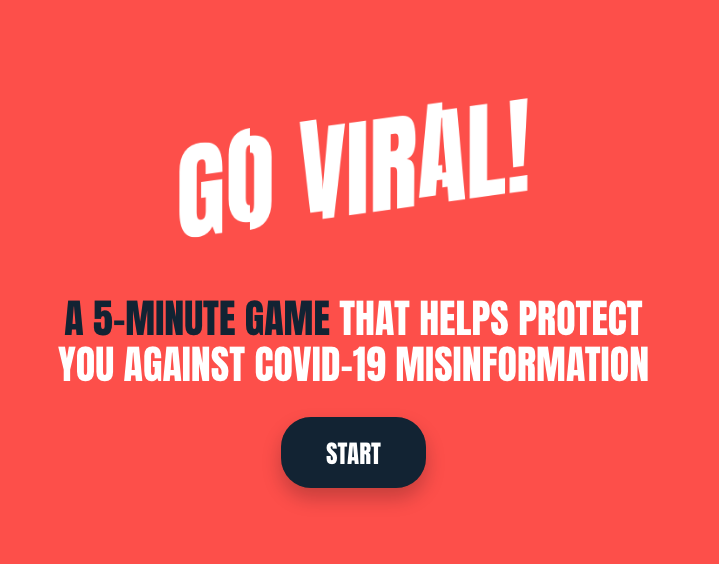 GO VIRAL!
A 5-MINUTE GAME THAT HELPS PROTECT
YOU AGAINST COVID-19 MISINFORMATION
START